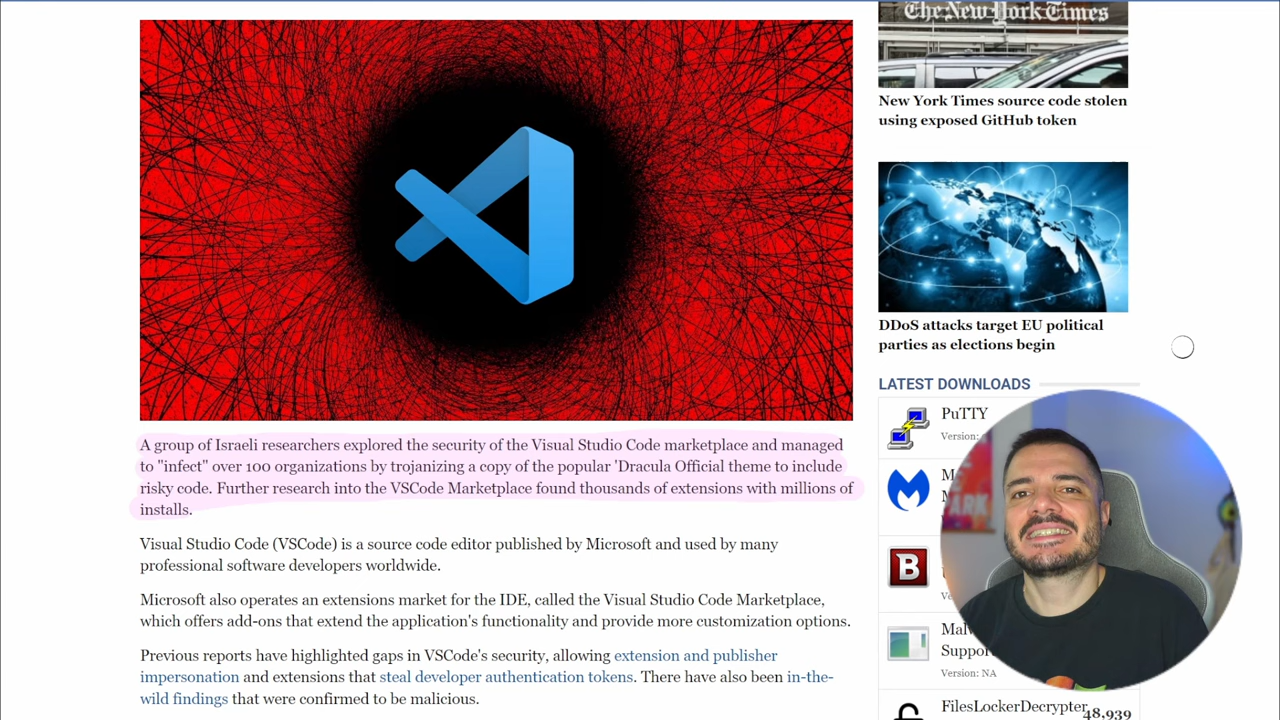 The New York Times
New York Times source code stolen
using exposed GitHub token
DDoS attacks target EU political
parties as elections begin
LATEST DOWNLOADS
PuTTY
Version:
A group of Israeli researchers explored the security of the Visual Studio Code marketplace and managed
to "infect" over 100 organizations by trojanizing a copy of the popular 'Dracula Official theme to include
risky code. Further research into the VSCode Marketplace found thousands of extensions with millions of
installs.
Visual Studio Code (VSCode) is a source code editor published by Microsoft and used by many
professional software developers worldwide.
Microsoft also operates an extensions market for the IDE, called the Visual Studio Code Marketplace,
which offers add-ons that extend the application's functionality and provide more customization options.
Previous reports have highlighted gaps in VSCode's security, allowing extension and publisher
impersonation and extensions that steal developer authentication tokens. There have also been in-the-
wild findings that were confirmed to be malicious.
B
Version: NA
FilesLockerDecrypter
48,939